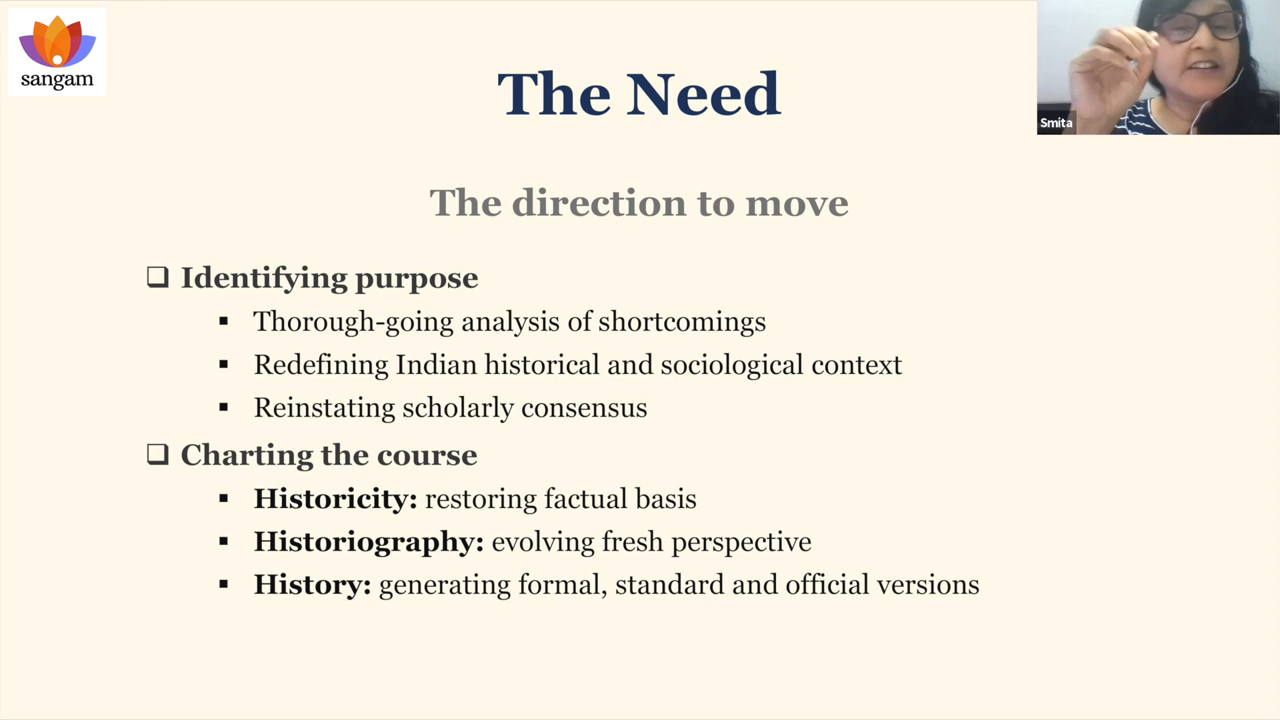 sangam
The Need
Smita
The direction to move
❑ Identifying purpose
▪ Thorough-going analysis of shortcomings
▪ Redefining Indian historical and sociological context
▪ Reinstating scholarly consensus
❑ Charting the course
▪ Historicity: restoring factual basis
▪ Historiography: evolving fresh perspective
▪ History: generating formal, standard and official versions